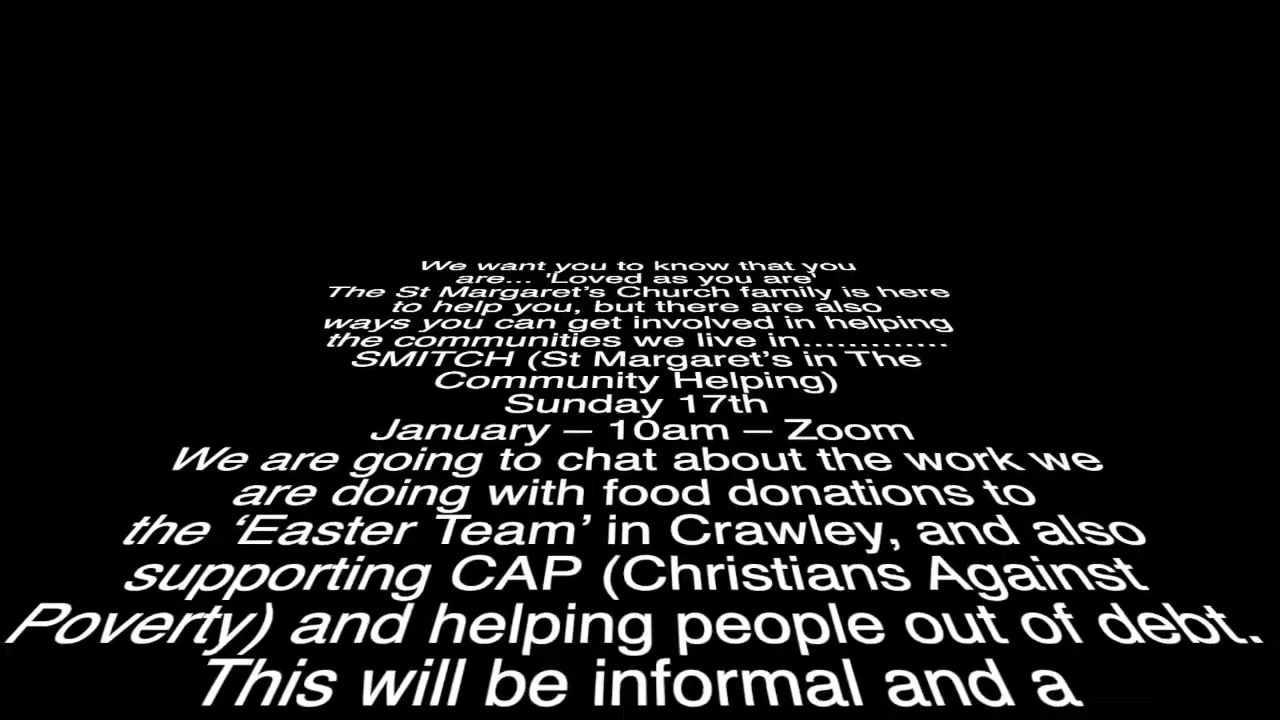 We want you to know that you
are... 'Loved as you are'
The St Margaret’s Church family is here
to help you, but there are also
ways you can get involved in helping
the communities we live in.............
SMITCH (St Margaret’s in The
Community Helping)
Sunday 17th
January – 10am – Zoom
We are going to chat about the work we
are doing with food donations to
the ‘Easter Team’ in Crawley, and also
supporting CAP (Christians Against
Poverty) and helping people out of debt.
This will be informal and a